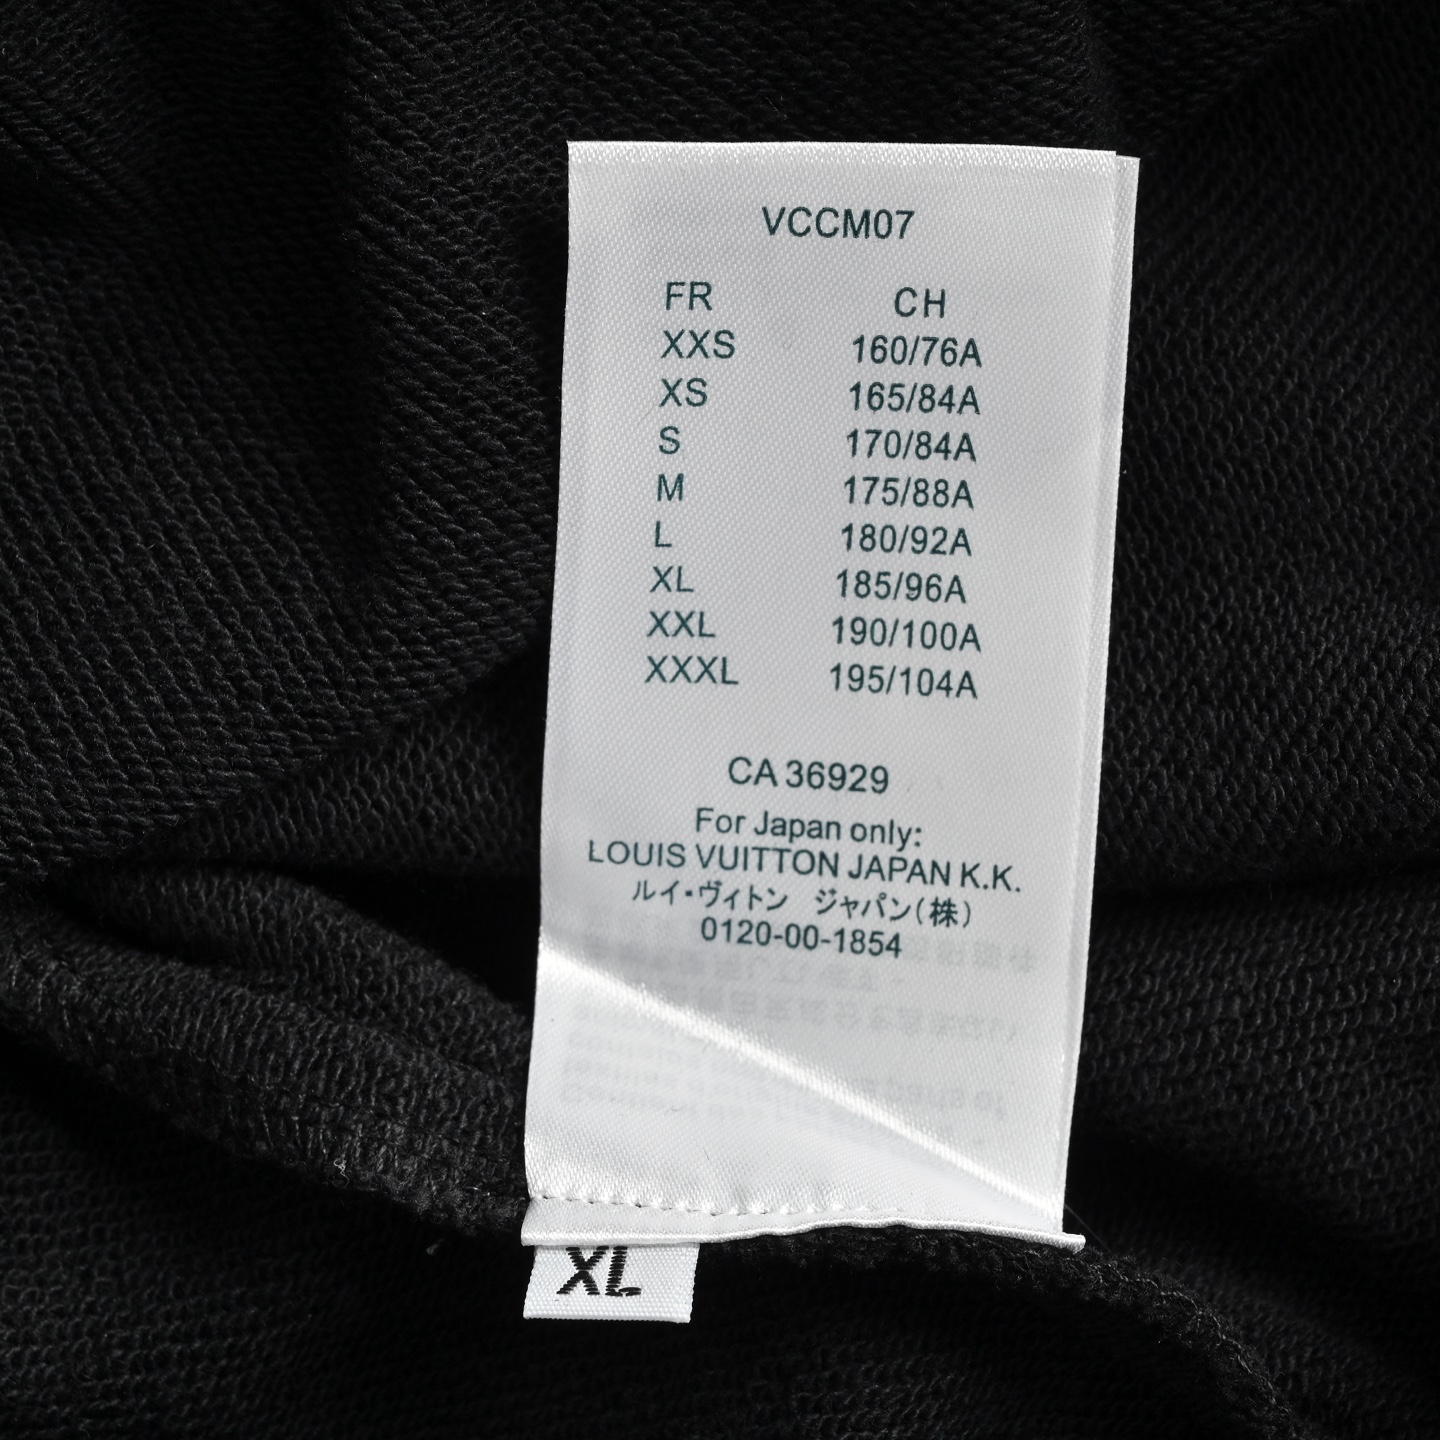 VCCM07
FR CH
XXS 160/76A
XS 165/84A
S 170/84A
M 175/88A
L 180/92A
XL 185/96A
XXL 190/100A
XXXL 195/104A
CA 36929
For Japan only:
LOUIS VUITTON JAPAN K.K.
ルイ・ヴィトン ジャパン(株)
0120-00-1854
XL